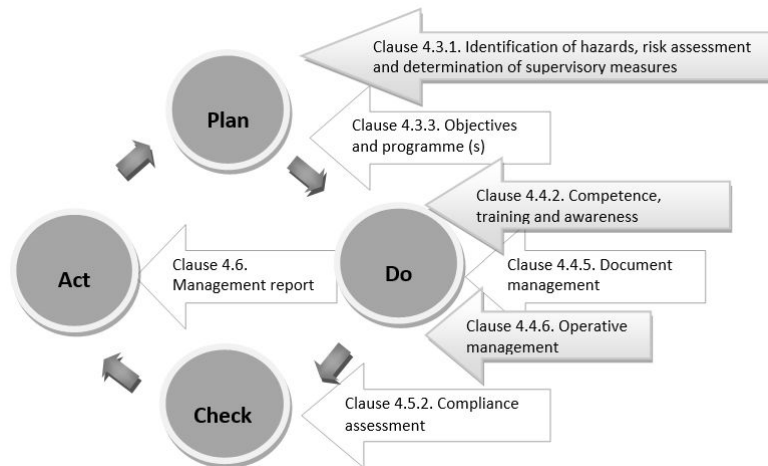 Clause 4.3.1. Identification of hazards, risk assessment
and determination of supervisory measures
Plan
Clause 4.3.3. Objectives
and programme (s)
Clause 4.4.2. Competence,
training and awareness
Act
Clause 4.6.
Management report
Do
Clause 4.4.5. Document
management
Clause 4.4.6. Operative
management
Check
Clause 4.5.2. Compliance
assessment